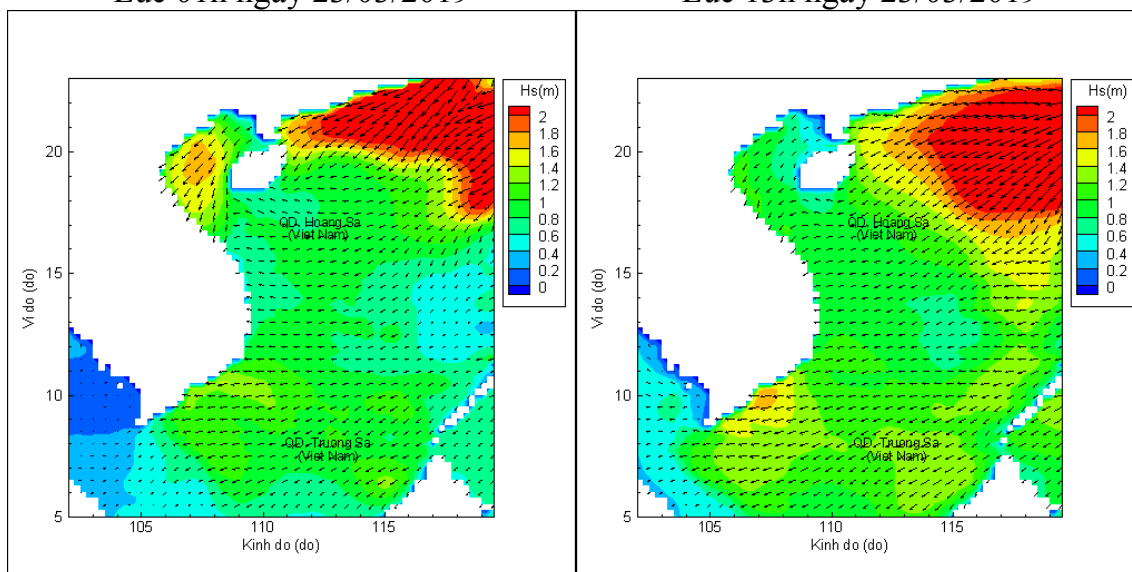 Hs(m)
2
1.8
1.6
1.4
1.2
1
0.8
0.6
0.4
0.2
0
20
15
10
5
Vi do (do)
QD. Hoang Sa
(Viet Nam)
QD. Truong Sa
(Viet Nam)
105 110 115
Kinh do (do)
Hs(m)
2
1.8
1.6
1.4
1.2
1
0.8
0.6
0.4
0.2
0
20
15
10
5
Vi do (do)
QD. Hoang Sa
(Viet Nam)
QD. Truong Sa
(Viet Nam)
105 110 115
Kinh do (do)